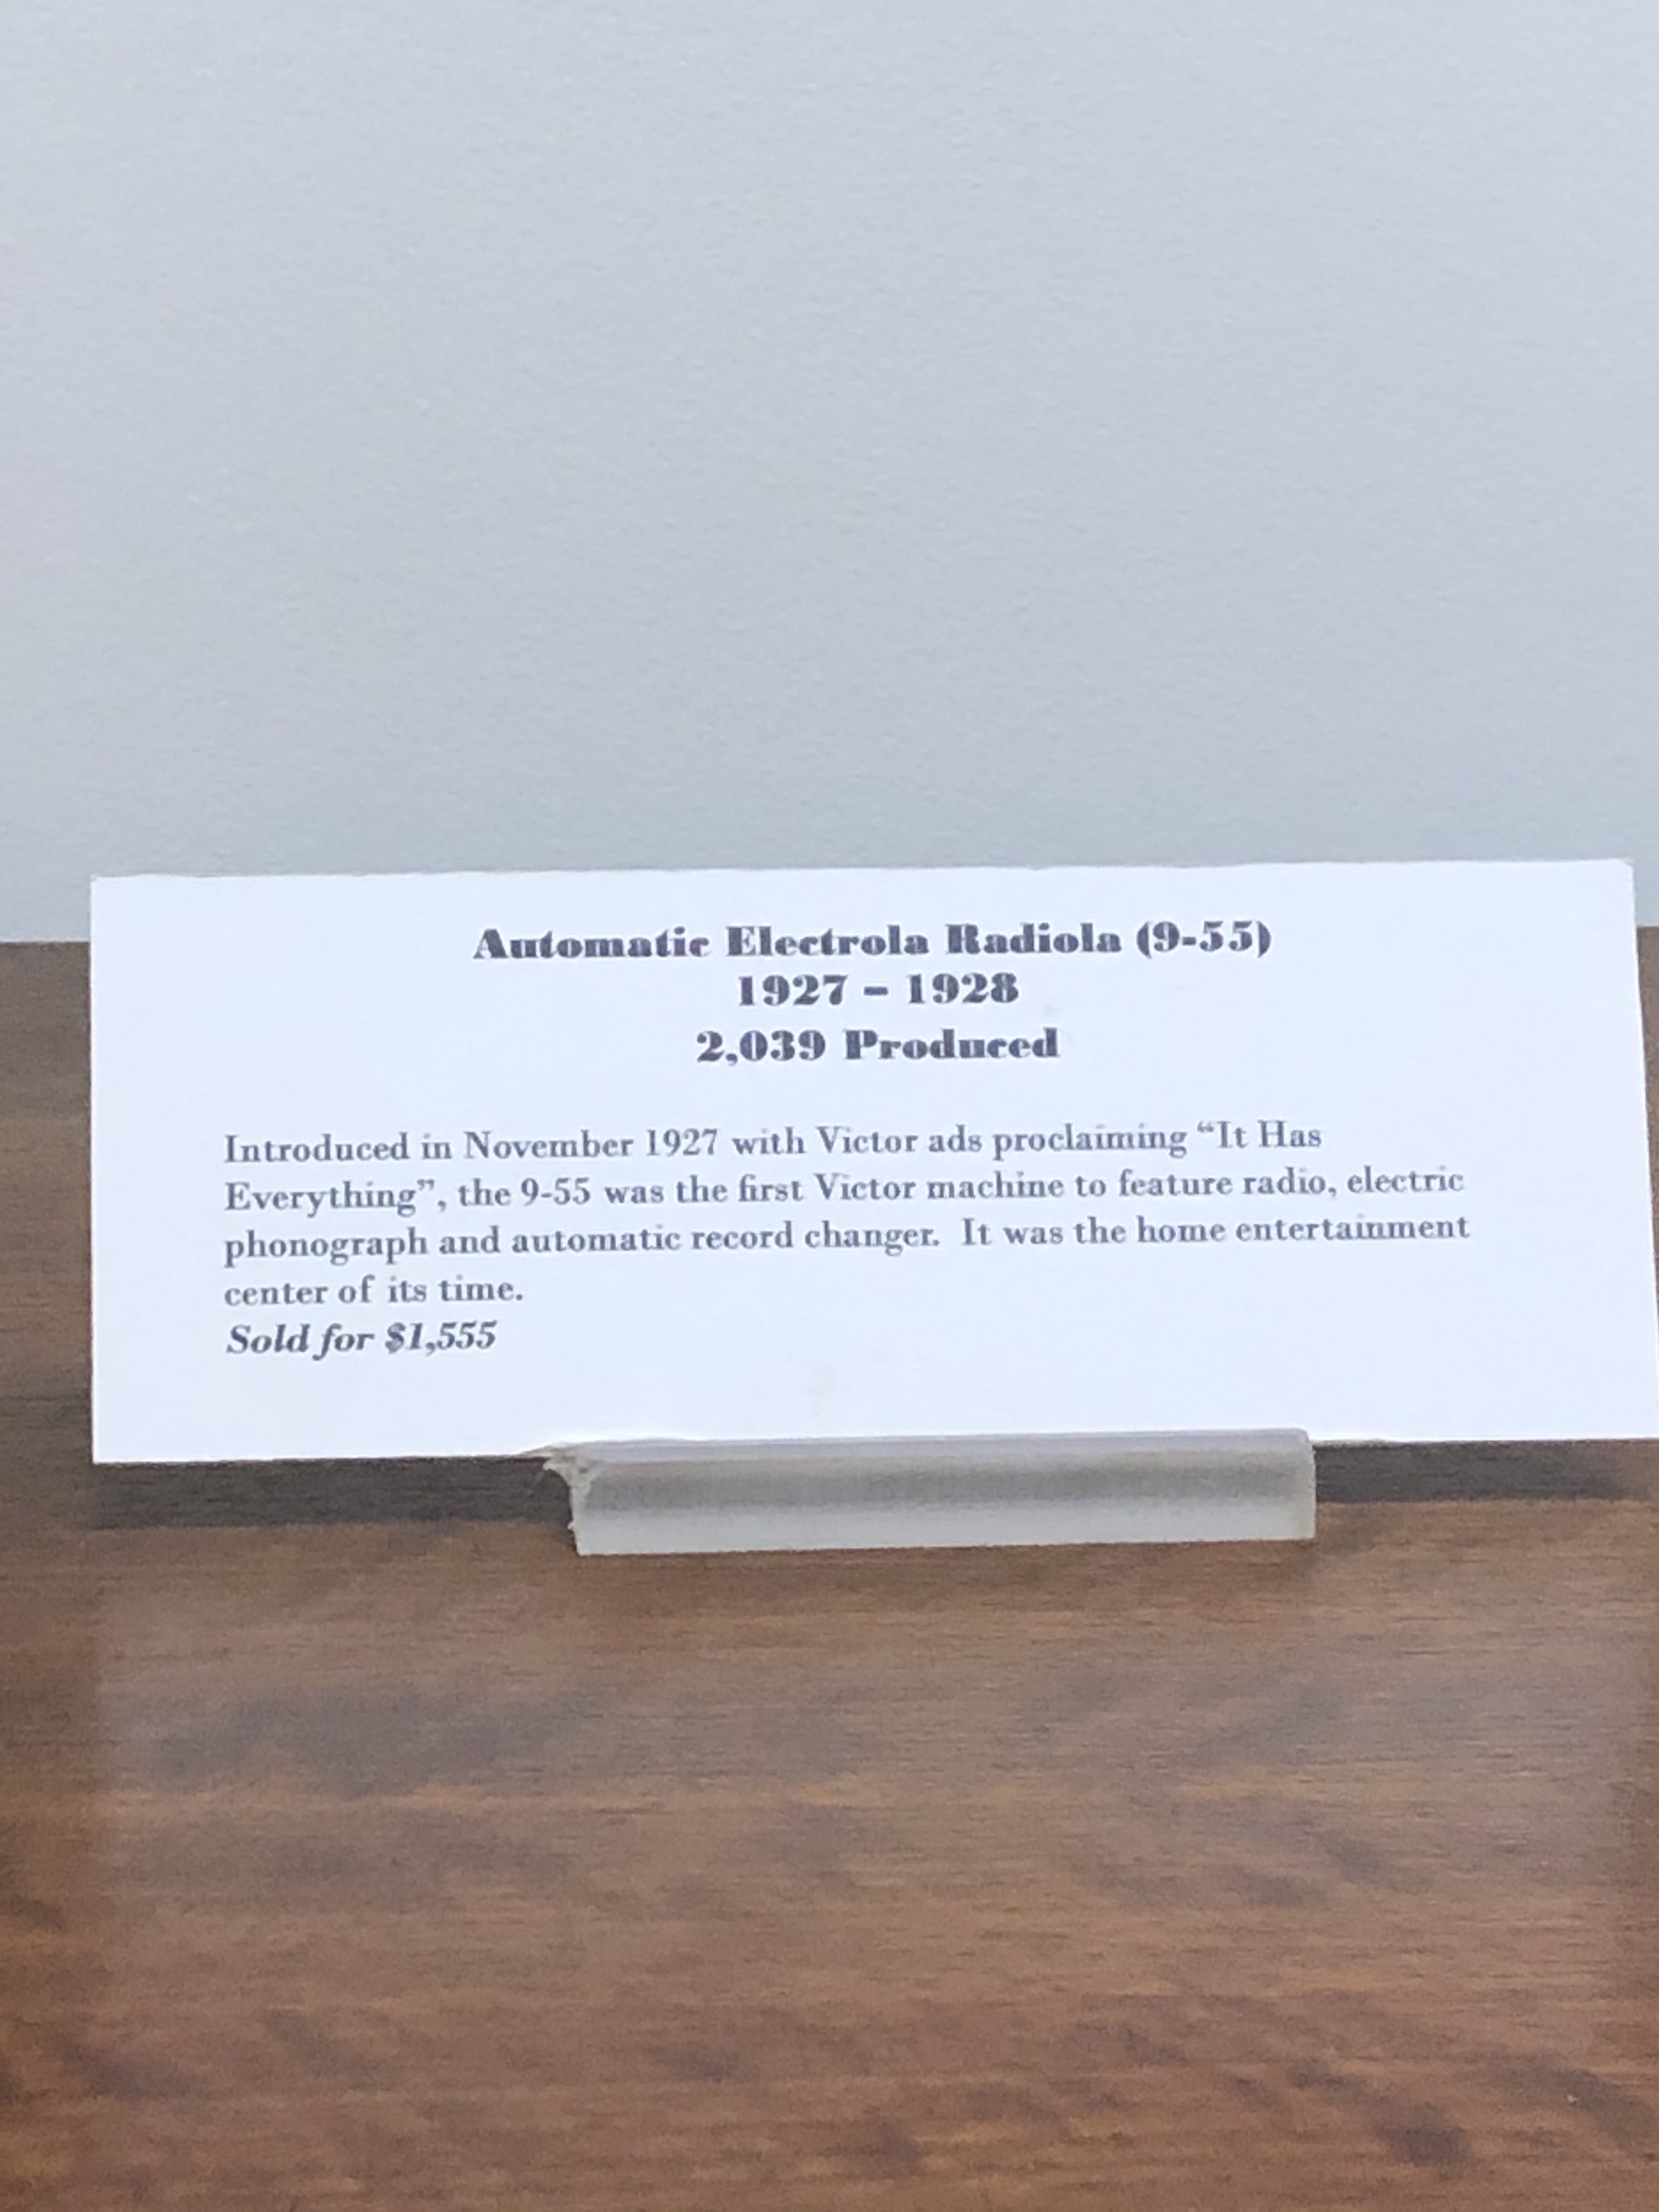 Automatic Electrola Radiola (9-55)
1927 – 1928
2,039 Produced
Introduced in November 1927 with Victor ads proclaiming “It Has
Everything”, the 9-55 was the first Victor machine to feature radio, electric
phonograph and automatic record changer.  It was the home entertainment
center of its time.
Sold for $1,555